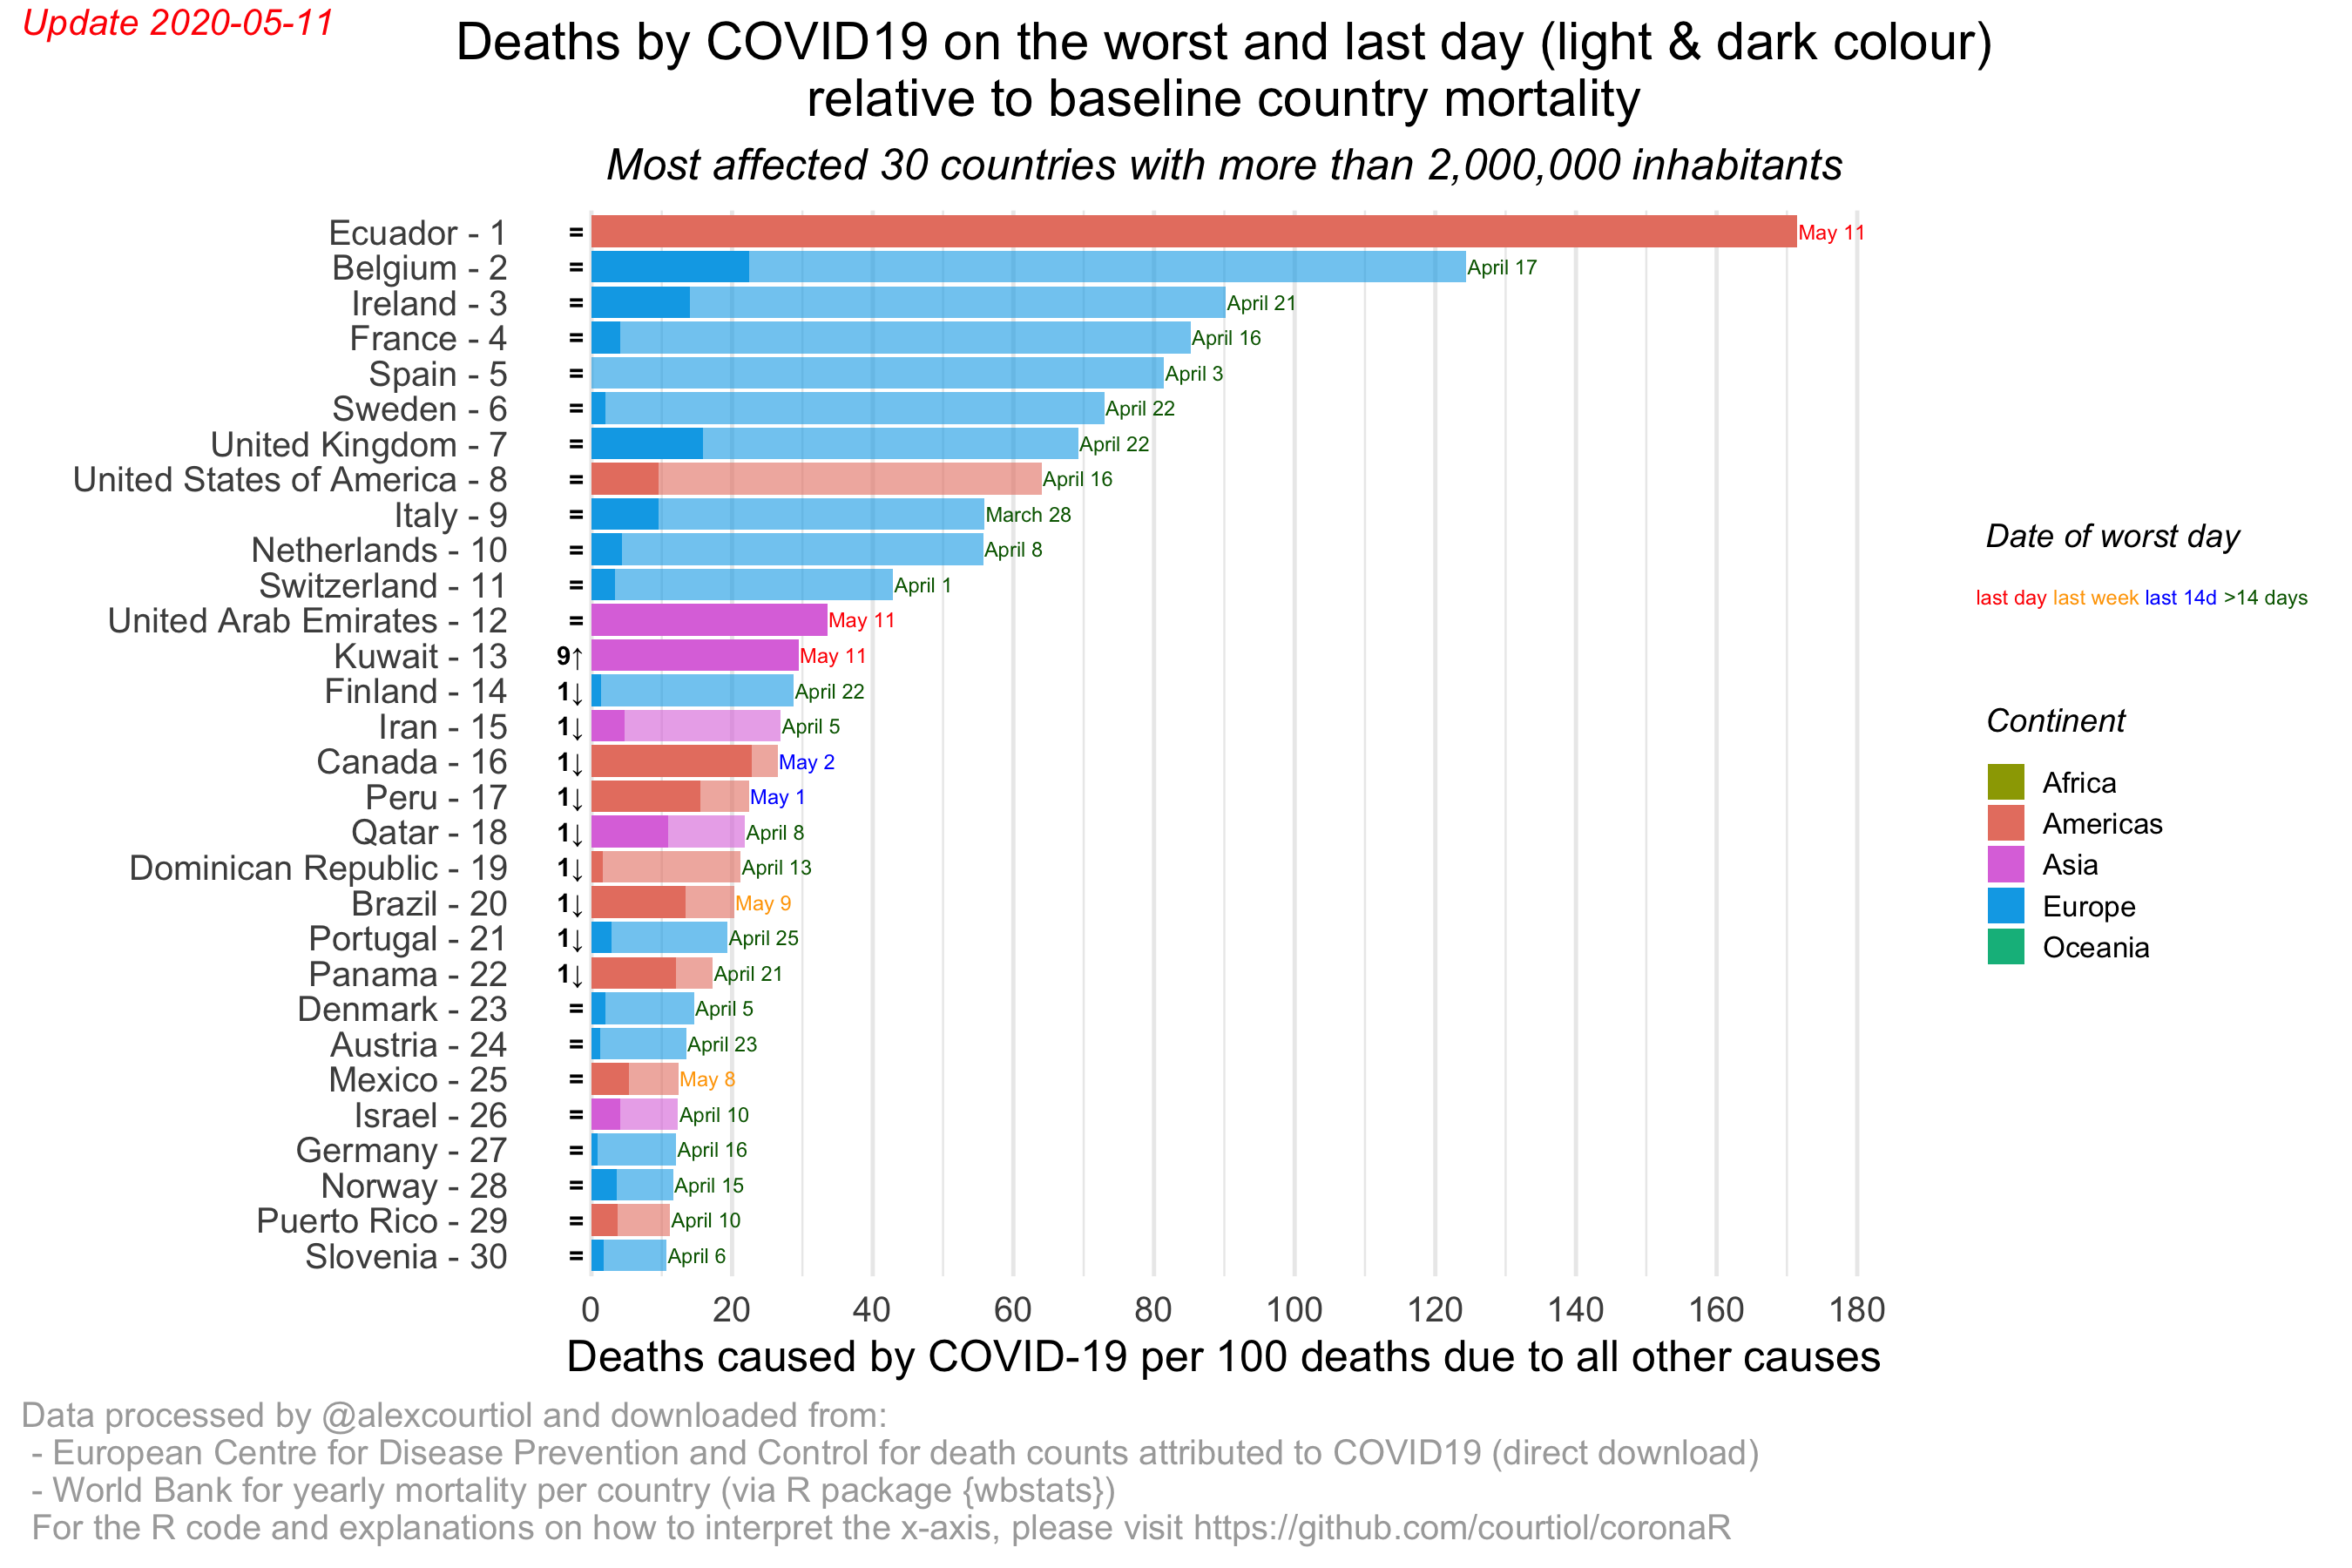 Update 2020-05-11
Deaths by COVID19 on the worst and last day (light & dark colour)
relative to baseline country mortality
Most affected 30 countries with more than 2,000,000 inhabitants
Ecuador - 1 = May 11
Belgium - 2 = April 17
Ireland - 3 = April 21
France - 4 = April 16
Spain - 5 = April 3
Sweden - 6 = April 22
United Kingdom - 7 = April 22
United States of America - 8 = April 16
Italy - 9 = March 28
Netherlands - 10 = April 8
Switzerland - 11 = April 1
United Arab Emirates - 12 = May 11
Kuwait - 13 9↑ May 11
Finland - 14 1↓ April 22
Iran - 15 1↓ April 5
Canada - 16 1↓ May 2
Peru - 17 1↓ May 1
Qatar - 18 1↓ April 8
Dominican Republic - 19 1↓ April 13
Brazil - 20 1↓ May 9
Portugal - 21 1↓ April 25
Panama - 22 1↓ April 21
Denmark - 23 = April 5
Austria - 24 = April 23
Mexico - 25 = May 8
Israel - 26 = April 10
Germany - 27 = April 16
Norway - 28 = April 15
Puerto Rico - 29 = April 10
Slovenia - 30 = April 6
0 20 40 60 80 100 120 140 160 180
Deaths caused by COVID-19 per 100 deaths due to all other causes
Date of worst day
last day last week last 14d >14 days
Continent
Africa
Americas
Asia
Europe
Oceania
Data processed by @alexcourtiol and downloaded from:
- European Centre for Disease Prevention and Control for death counts attributed to COVID19 (direct download)
- World Bank for yearly mortality per country (via R package {wbstats})
For the R code and explanations on how to interpret the x-axis, please visit https://github.com/courtiol/coronaR